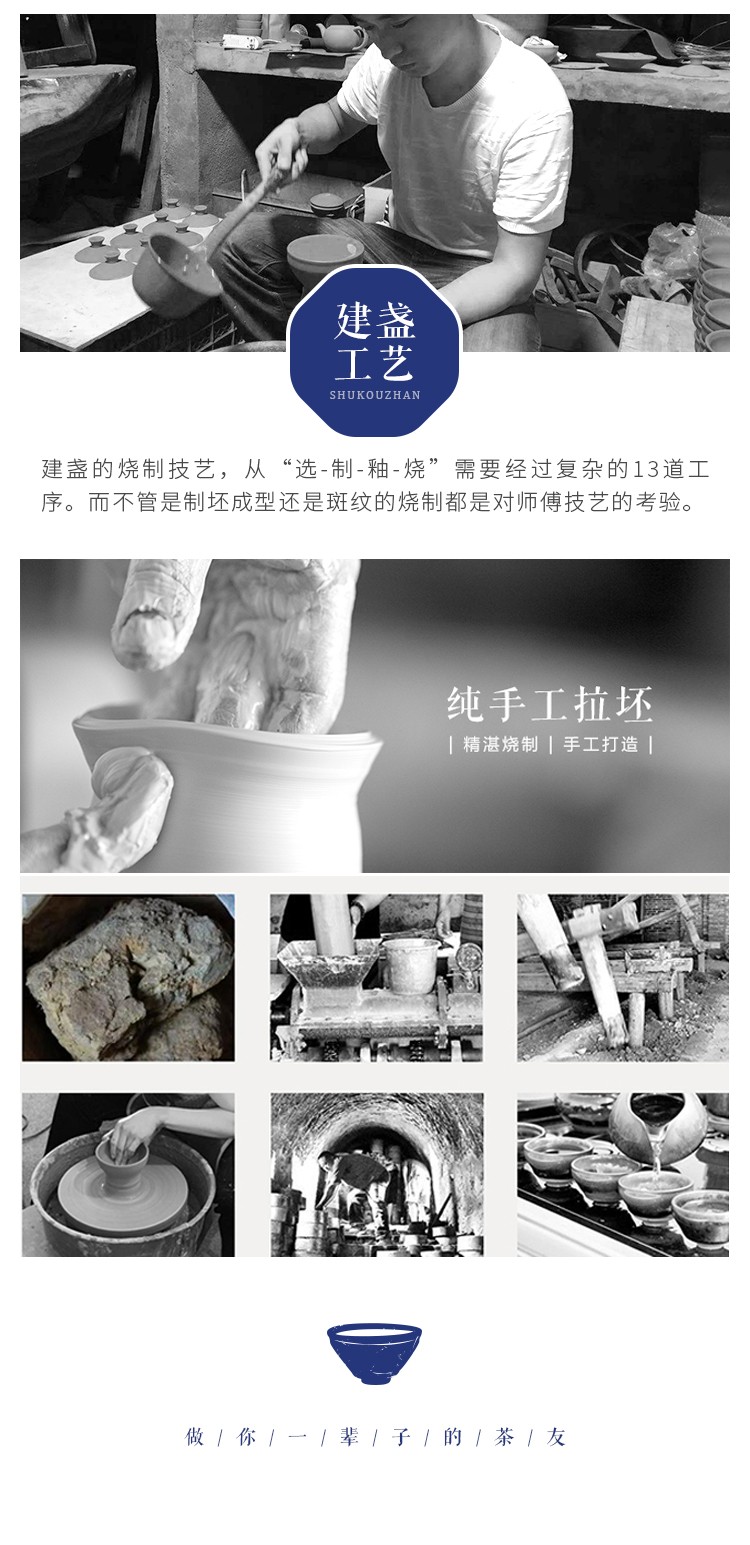 建盏
工艺
SHUKOUZHAN
建盏的烧制技艺，从“选-制-釉-烧”需要经过复杂的13道工
序。而不管是制坯成型还是斑纹的烧制都是对师傅技艺的考验。
纯手工拉坯
| 精湛烧制 | 手工打造 |
做 / 你 / 一 / 辈 / 子 / 的 / 茶 / 友